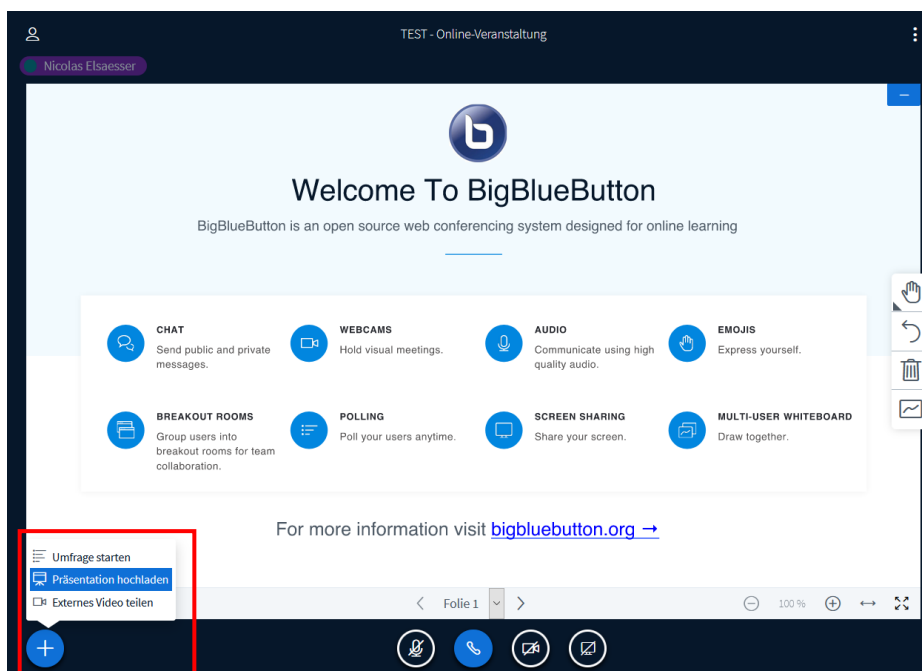 TEST - Online-Veranstaltung
Nicolas Elsaesser
Welcome To BigBlueButton
BigBlueButton is an open source web conferencing system designed for online learning
CHAT
Send public and private
messages.
WEBCAMS
Hold visual meetings.
AUDIO
Communicate using high
quality audio.
EMOJIS
Express yourself.
BREAKOUT ROOMS
Group users into
breakout rooms for team
collaboration.
POLLING
Poll your users anytime.
SCREEN SHARING
Share your screen.
MULTI-USER WHITEBOARD
Draw together.
For more information visit bigbluebutton.org →
Umfrage starten
Präsentation hochladen
Externes Video teilen
Folie 1
100 %